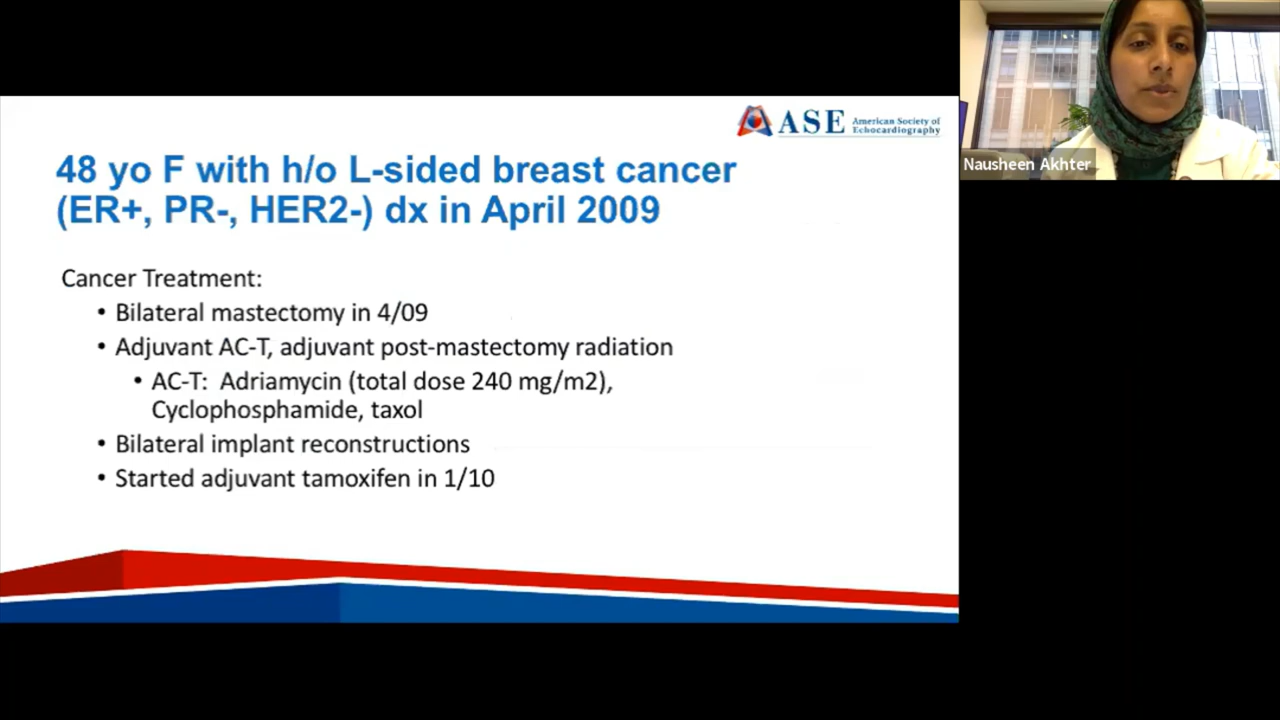 ASE American Society of
Echocardiography
48 yo F with h/o L-sided breast cancer
(ER+, PR-, HER2-) dx in April 2009
Cancer Treatment:
• Bilateral mastectomy in 4/09
• Adjuvant AC-T, adjuvant post-mastectomy radiation
• AC-T: Adriamycin (total dose 240 mg/m2),
Cyclophosphamide, taxol
• Bilateral implant reconstructions
• Started adjuvant tamoxifen in 1/10
Nausheen Akhter